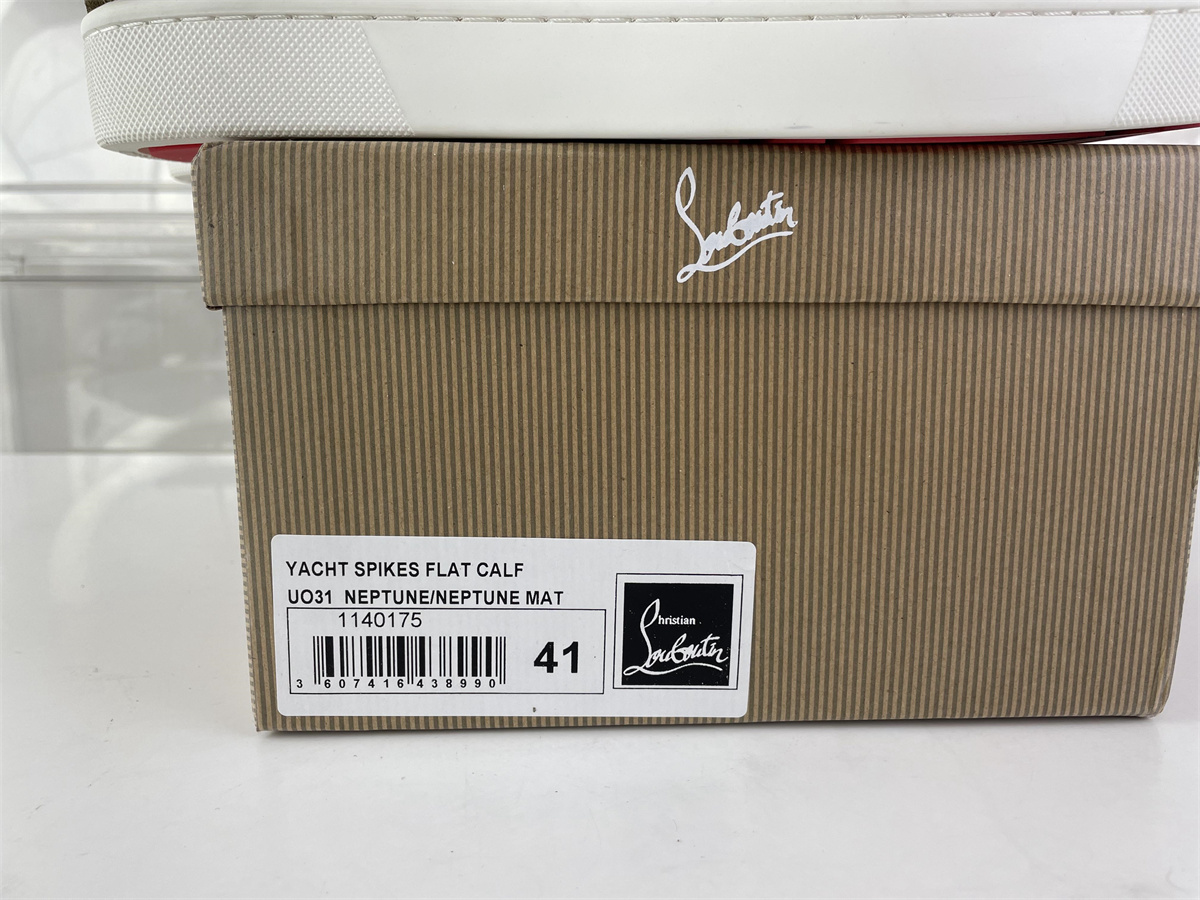 Louboutin
YACHT SPIKES FLAT CALF
UO31 NEPTUNE/NEPTUNE MAT
1140175
41
3 607416 438990
Christian
Louboutin